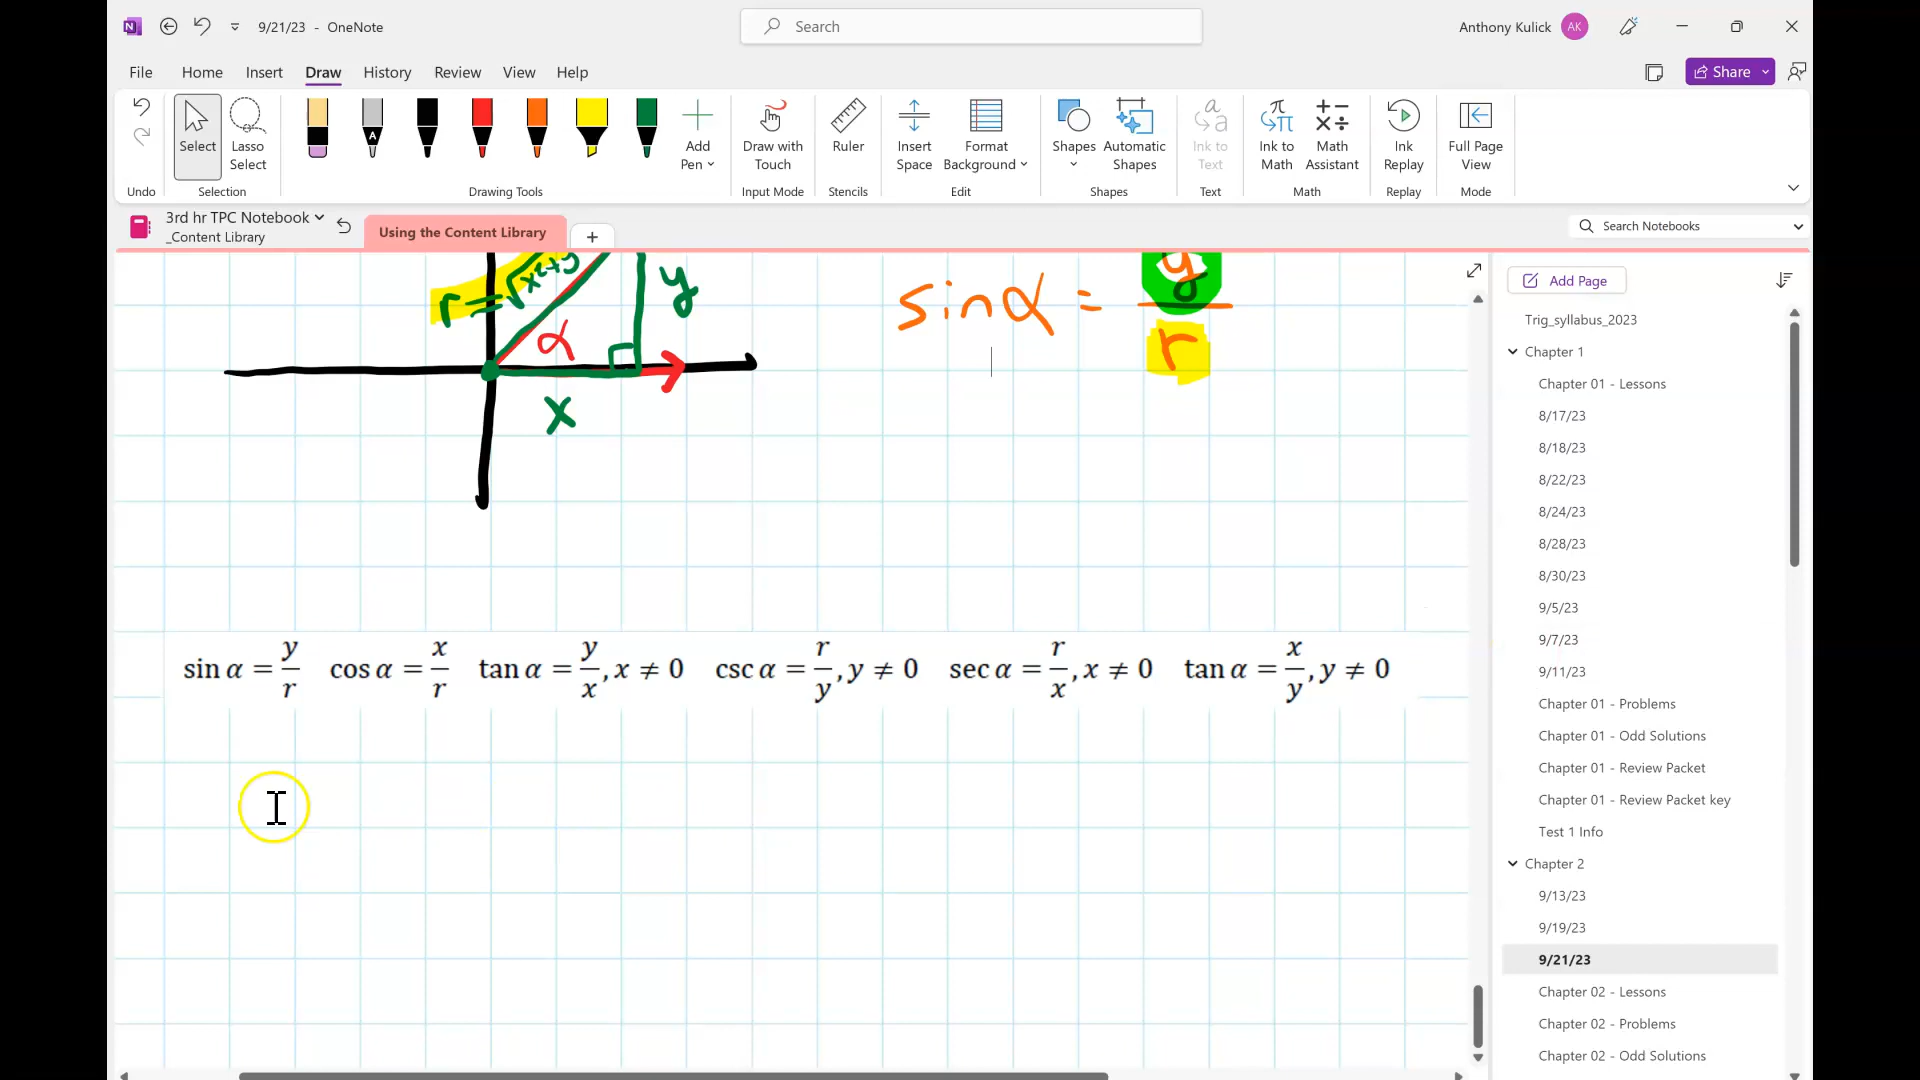 9/21/23 - OneNote
Search
Anthony Kulick AK
File Home Insert Draw History Review View Help
Share
Select
Lasso Select
A
Add Pen
Draw with Touch
Ruler
Insert Space
Format Background
Shapes
Automatic Shapes
Ink to Text
Ink to Math
Math Assistant
Ink Replay
Full Page View
Undo Selection Drawing Tools Input Mode Stencils Edit Shapes Text Math Replay Mode
3rd hr TPC Notebook
_Content Library
Using the Content Library
Search Notebooks
r = √x²+y
y
α
x
sin α = y/r
sin α = y/r cos α = x/r tan α = y/x, x ≠ 0 csc α = r/y, y ≠ 0 sec α = r/x, x ≠ 0 tan α = x/y, y ≠ 0
Add Page
Trig_syllabus_2023
Chapter 1
Chapter 01 - Lessons
8/17/23
8/18/23
8/22/23
8/24/23
8/28/23
8/30/23
9/5/23
9/7/23
9/11/23
Chapter 01 - Problems
Chapter 01 - Odd Solutions
Chapter 01 - Review Packet
Chapter 01 - Review Packet key
Test 1 Info
Chapter 2
9/13/23
9/19/23
9/21/23
Chapter 02 - Lessons
Chapter 02 - Problems
Chapter 02 - Odd Solutions